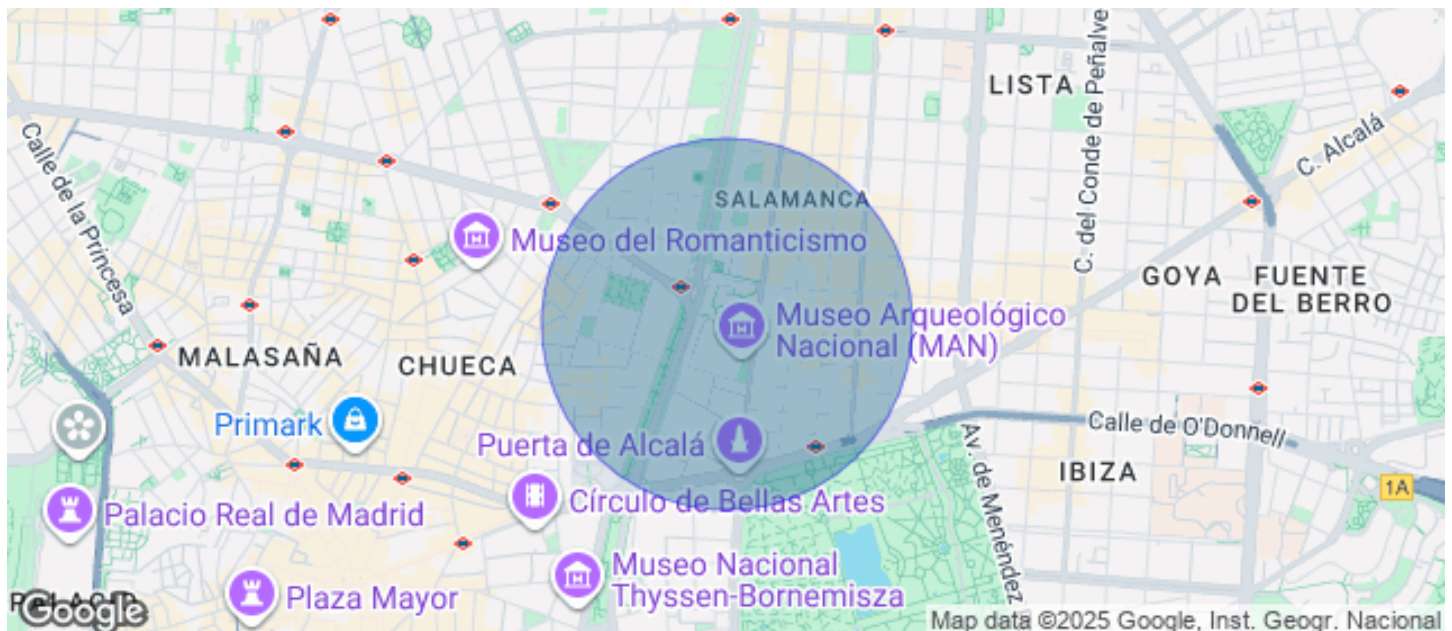 LISTA
C. del Conde de Peñalve
C. Alcalá
Calle de la Princesa
SALAMANCA
Museo del Romanticismo
GOYA
FUENTE
DEL BERRO
Museo Arqueológico
Nacional (MAN)
MALASAÑA
CHUECA
Primark
Puerta de Alcalá
Calle de O'Donnell
Av. de Menéndez
IBIZA
1A
Círculo de Bellas Artes
Palacio Real de Madrid
Museo Nacional
Thyssen-Bornemisza
Plaza Mayor
Google
Map data ©2025 Google, Inst. Geogr. Nacional